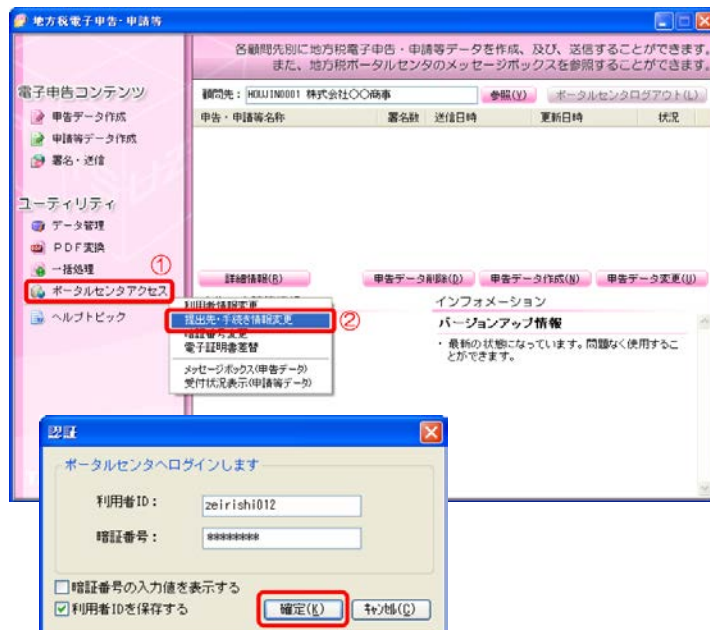 地方税電子申告・申請等
各顧問先別に地方税電子申告・申請等データを作成、及び、送信することができます。
また、地方税ポータルセンタのメッセージボックスを参照することができます。
電子申告コンテンツ
申告データ作成
申請等データ作成
署名・送信
ユーティリティ
データ管理
PDF変換
一括処理
①
ポータルセンタアクセス
ヘルプトピック
顧問先: HOUJIN0001 株式会社〇〇商事 参照(V) ポータルセンタログアウト(L)
申告・申請等名称 署名数 送信日時 更新日時 状況
詳細情報(R) 申告データ削除(D) 申告データ作成(N) 申告データ変更(U)
利用者情報変更
提出先・手続き情報変更 ②
暗証番号変更
電子証明書差替
メッセージボックス(申告データ)
受付状況表示(申請等データ)
インフォメーション
バージョンアップ情報
・ 最新の状態になっています。問題なく使用するこ
とができます。
認証
ポータルセンタへログインします
利用者ID: zeirishi012
暗証番号: ********
暗証番号の入力値を表示する
利用者IDを保存する 確定(K) キャンセル(C)